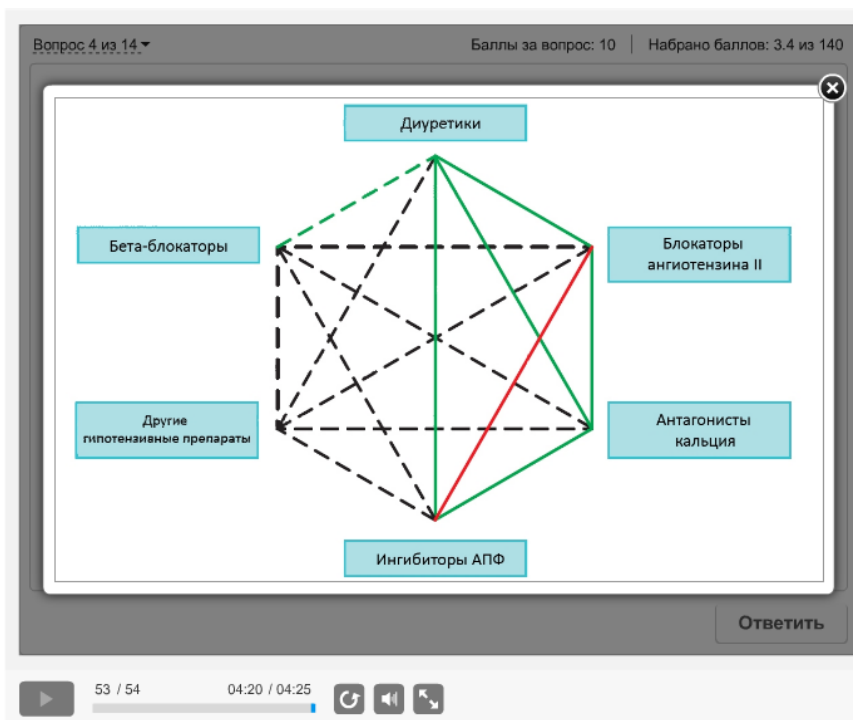 Вопрос 4 из 14
Баллы за вопрос: 10 | Набрано баллов: 3.4 из 140
Диуретики
Бета-блокаторы
Блокаторы
ангиотензина II
Другие
гипотензивные препараты
Антагонисты
кальция
Ингибиторы АПФ
Ответить
53 / 54
04:20 / 04:25